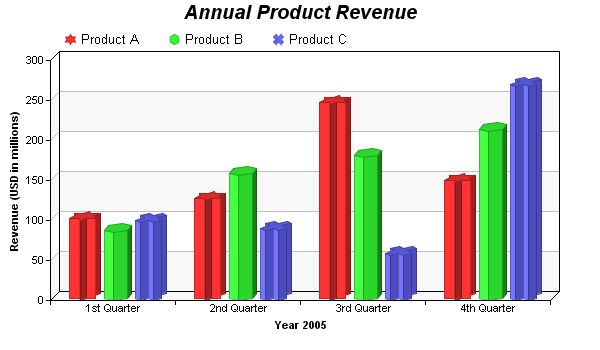 Annual Product Revenue
Product A Product B Product C
300
250
200
150
100
50
0
Revenue (USD in millions)
1st Quarter 2nd Quarter 3rd Quarter 4th Quarter
Year 2005